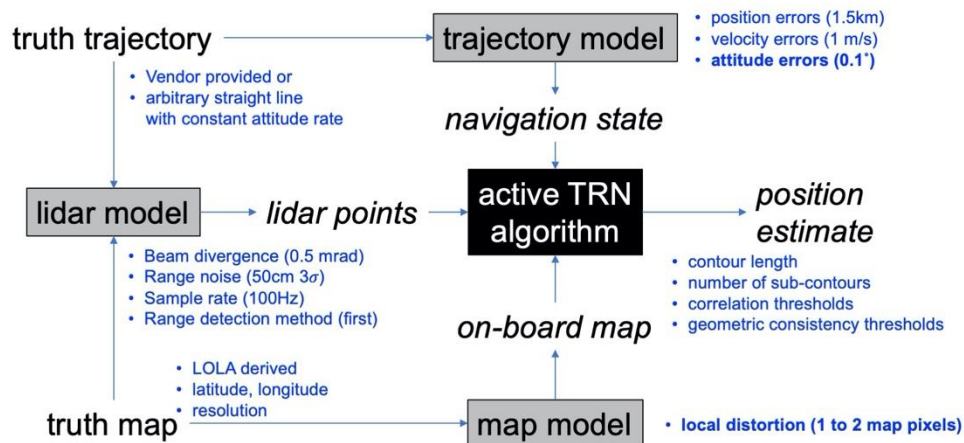 truth trajectory
trajectory model
• position errors (1.5km)
• velocity errors (1 m/s)
• attitude errors (0.1°)
• Vendor provided or
• arbitrary straight line
with constant attitude rate
navigation state
lidar model
lidar points
active TRN
algorithm
position
estimate
• Beam divergence (0.5 mrad)
• Range noise (50cm 3σ)
• Sample rate (100Hz)
• Range detection method (first)
• contour length
• number of sub-contours
• correlation thresholds
• geometric consistency thresholds
on-board map
• LOLA derived
• latitude, longitude
• resolution
truth map
map model
• local distortion (1 to 2 map pixels)